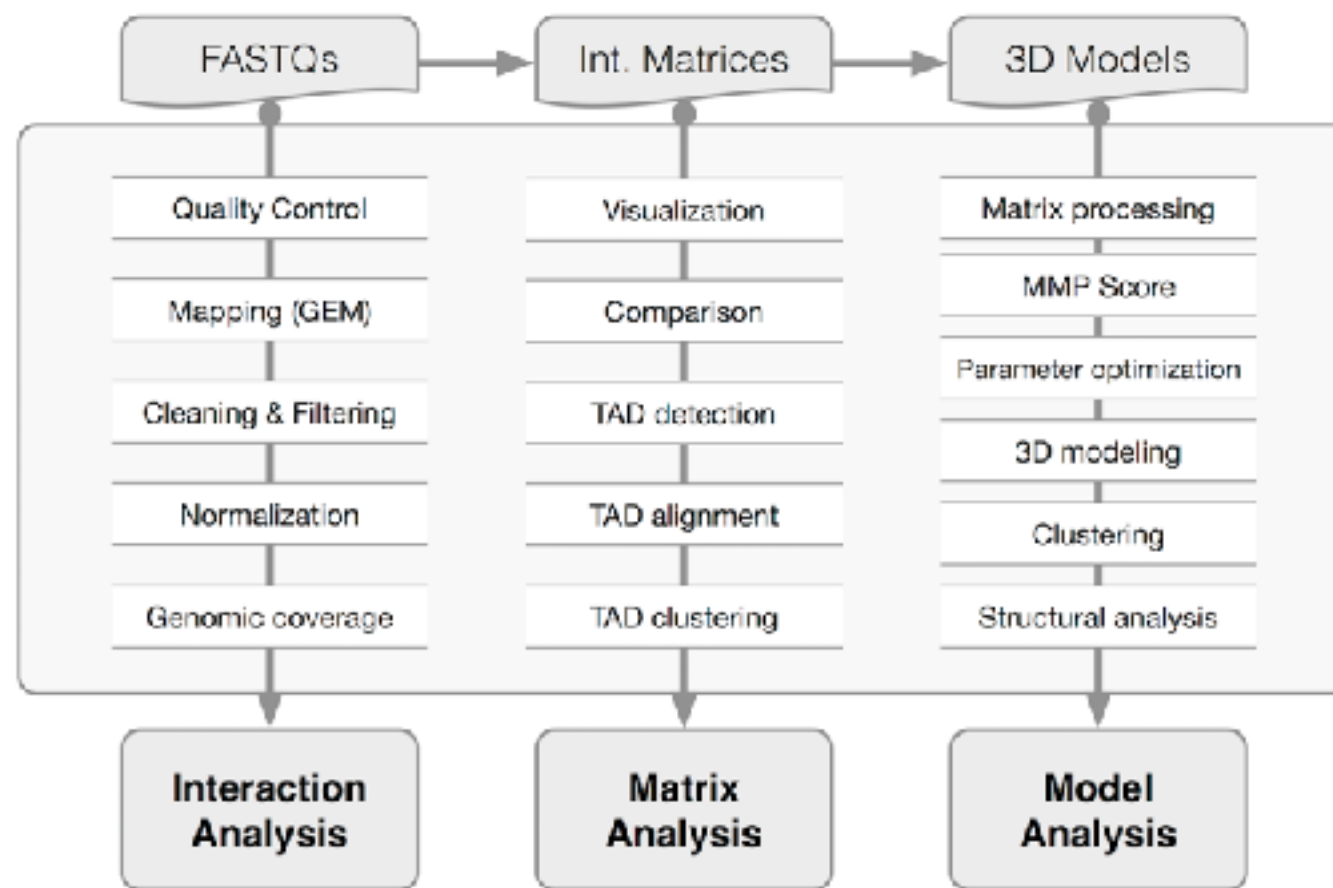 FASTQs
Int. Matrices
3D Models
Quality Control
Mapping (GEM)
Cleaning & Filtering
Normalization
Genomic coverage
Visualization
Comparison
TAD detection
TAD alignment
TAD clustering
Matrix processing
MMP Score
Parameter optimization
3D modeling
Clustering
Structural analysis
Interaction
Analysis
Matrix
Analysis
Model
Analysis